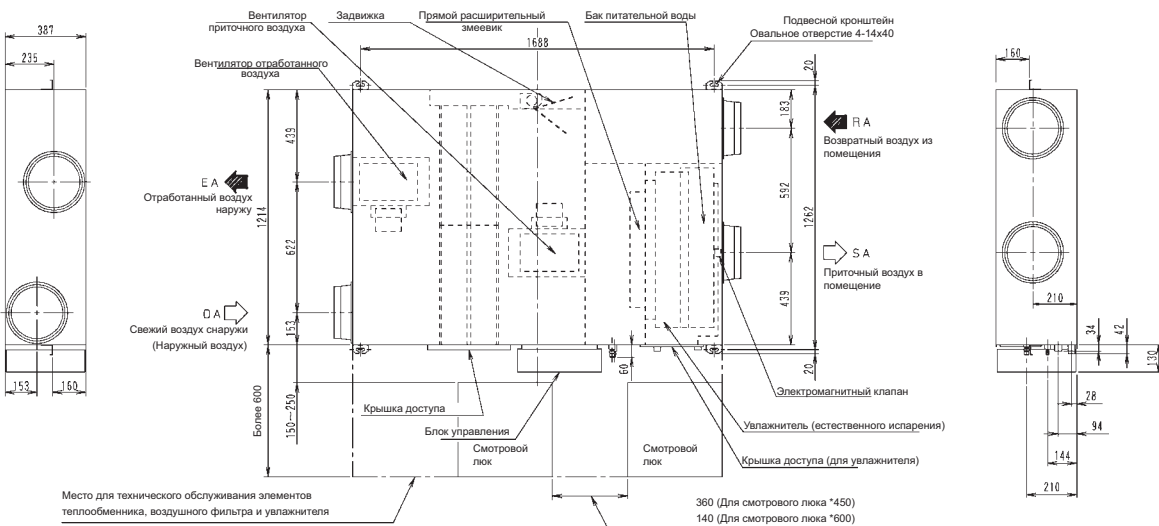 387
235
153
160
Вентилятор
приточного воздуха
Задвижка
Прямой расширительный
змеевик
Бак питательной воды
Подвесной кронштейн
Овальное отверстие 4-14x40
Вентилятор отработанного
воздуха
1688
20
183
439
1214
622
153
592
1262
439
20
60
EA
Отработанный воздух
наружу
OA
Свежий воздух снаружи
(Наружный воздух)
RA
Возвратный воздух из
помещения
SA
Приточный воздух в
помещение
Более 600
150~250
Крышка доступа
Блок управления
Смотровой
люк
Смотровой
люк
Электромагнитный клапан
Увлажнитель (естественного испарения)
Крышка доступа (для увлажнителя)
Место для технического обслуживания элементов
теплообменника, воздушного фильтра и увлажнителя
360 (Для смотрового люка *450)
140 (Для смотрового люка *600)
160
210
34
42
130
28
94
144
210